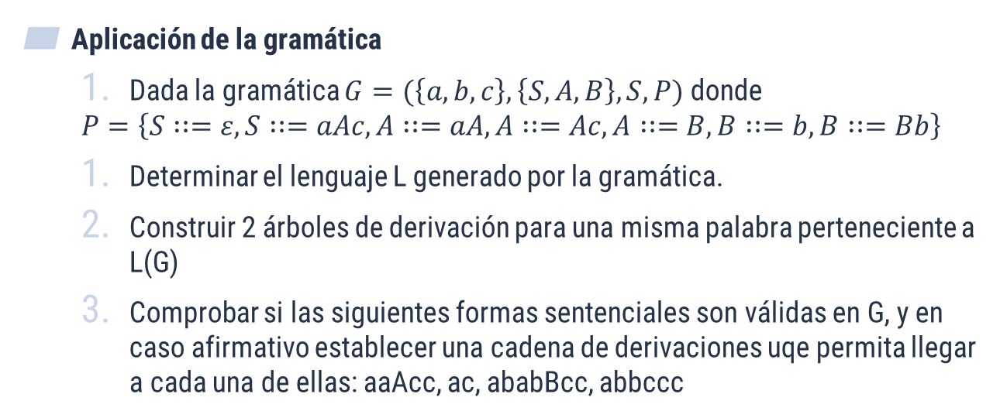 Aplicación de la gramática
1. Dada la gramática G = ({a, b, c}, {S, A, B}, S, P) donde
P = {S ::= ε, S ::= aAc, A ::= aA, A ::= Ac, A ::= B, B ::= b, B ::= Bb}
1. Determinar el lenguaje L generado por la gramática.
2. Construir 2 árboles de derivación para una misma palabra perteneciente a
L(G)
3. Comprobar si las siguientes formas sentenciales son válidas en G, y en
caso afirmativo establecer una cadena de derivaciones uqe permita llegar
a cada una de ellas: aaAcc, ac, ababBcc, abbccc